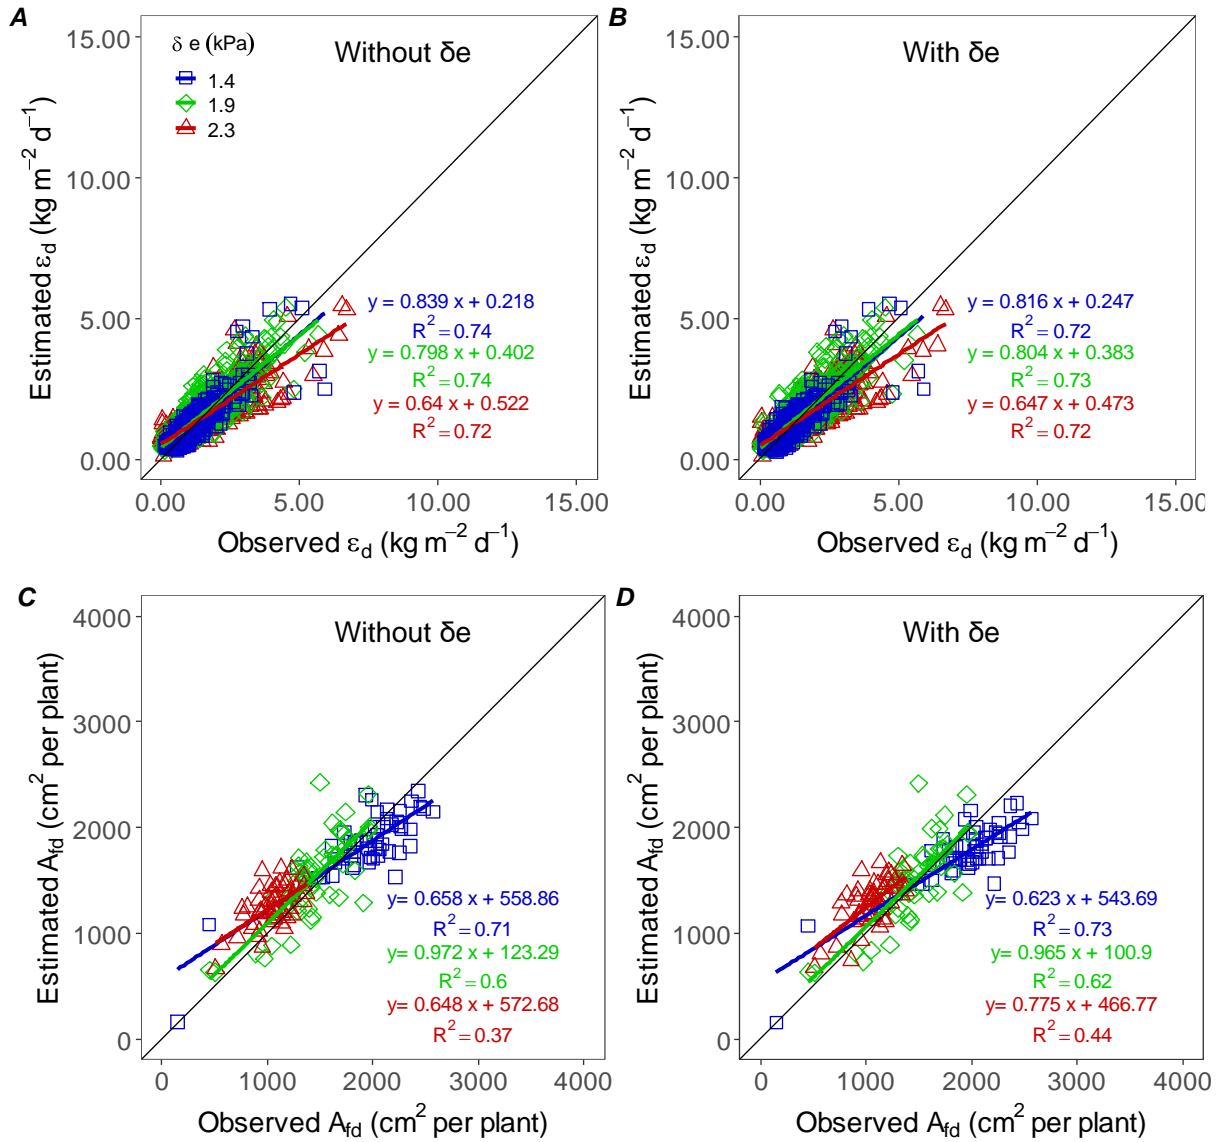 A
δ e (kPa)
1.4
1.9
2.3
Without δe
15.00
10.00
5.00
0.00
Estimated ε_d (kg m⁻² d⁻¹)
y = 0.839 x + 0.218
R² = 0.74
y = 0.798 x + 0.402
R² = 0.74
y = 0.64 x + 0.522
R² = 0.72
0.00 5.00 10.00 15.00
Observed ε_d (kg m⁻² d⁻¹)
B
With δe
15.00
10.00
5.00
0.00
Estimated ε_d (kg m⁻² d⁻¹)
y = 0.816 x + 0.247
R² = 0.72
y = 0.804 x + 0.383
R² = 0.73
y = 0.647 x + 0.473
R² = 0.72
0.00 5.00 10.00 15.00
Observed ε_d (kg m⁻² d⁻¹)
C
Without δe
4000
3000
2000
1000
0
Estimated A_fd (cm² per plant)
y= 0.658 x + 558.86
R² = 0.71
y= 0.972 x + 123.29
R² = 0.6
y= 0.648 x + 572.68
R² = 0.37
0 1000 2000 3000 4000
Observed A_fd (cm² per plant)
D
With δe
4000
3000
2000
1000
0
Estimated A_fd (cm² per plant)
y= 0.623 x + 543.69
R² = 0.73
y= 0.965 x + 100.9
R² = 0.62
y= 0.775 x + 466.77
R² = 0.44
0 1000 2000 3000 4000
Observed A_fd (cm² per plant)